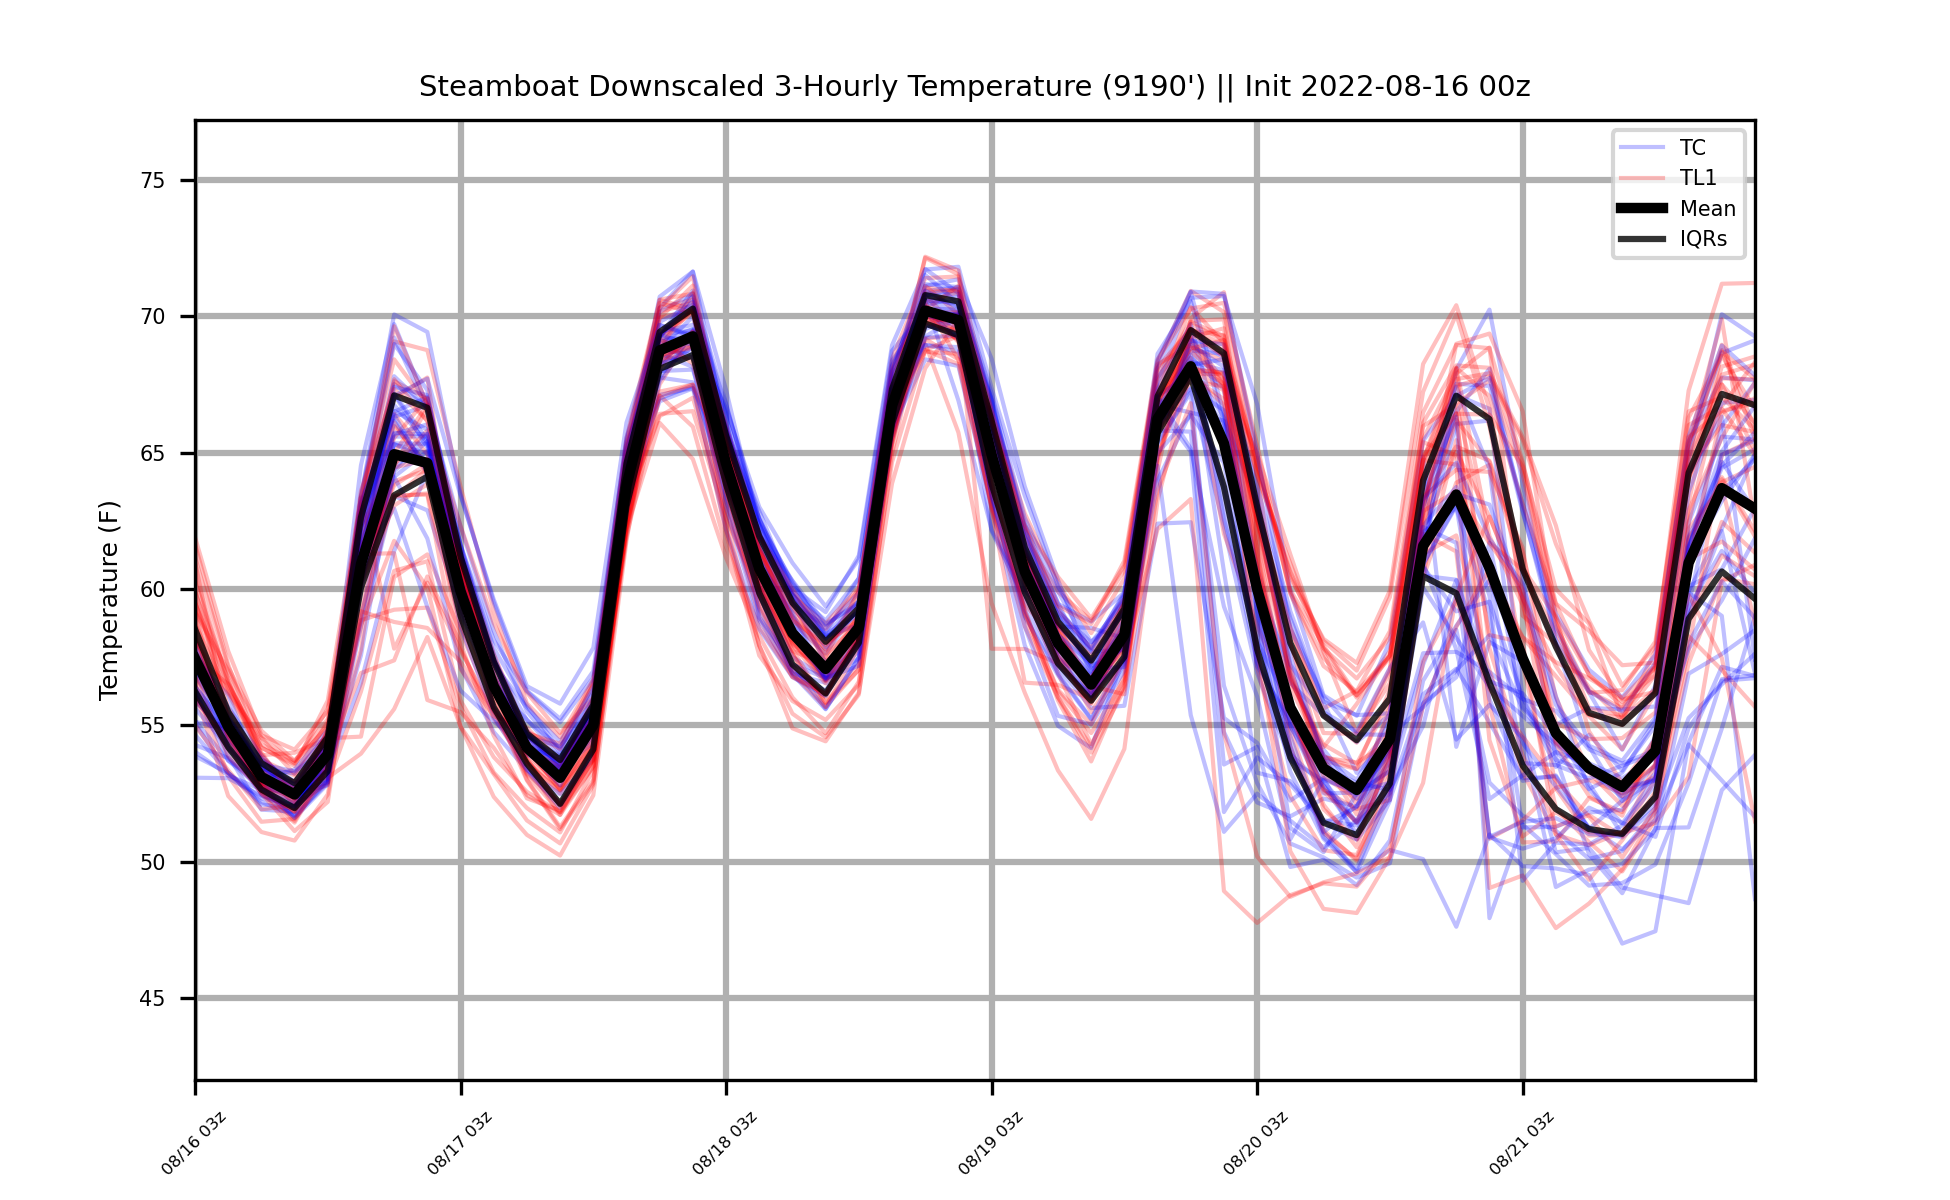 Steamboat Downscaled 3-Hourly Temperature (9190') || Init 2022-08-16 00z
TC
TL1
Mean
IQRs
Temperature (F)
75
70
65
60
55
50
45
08/16 03z
08/17 03z
08/18 03z
08/19 03z
08/20 03z
08/21 03z